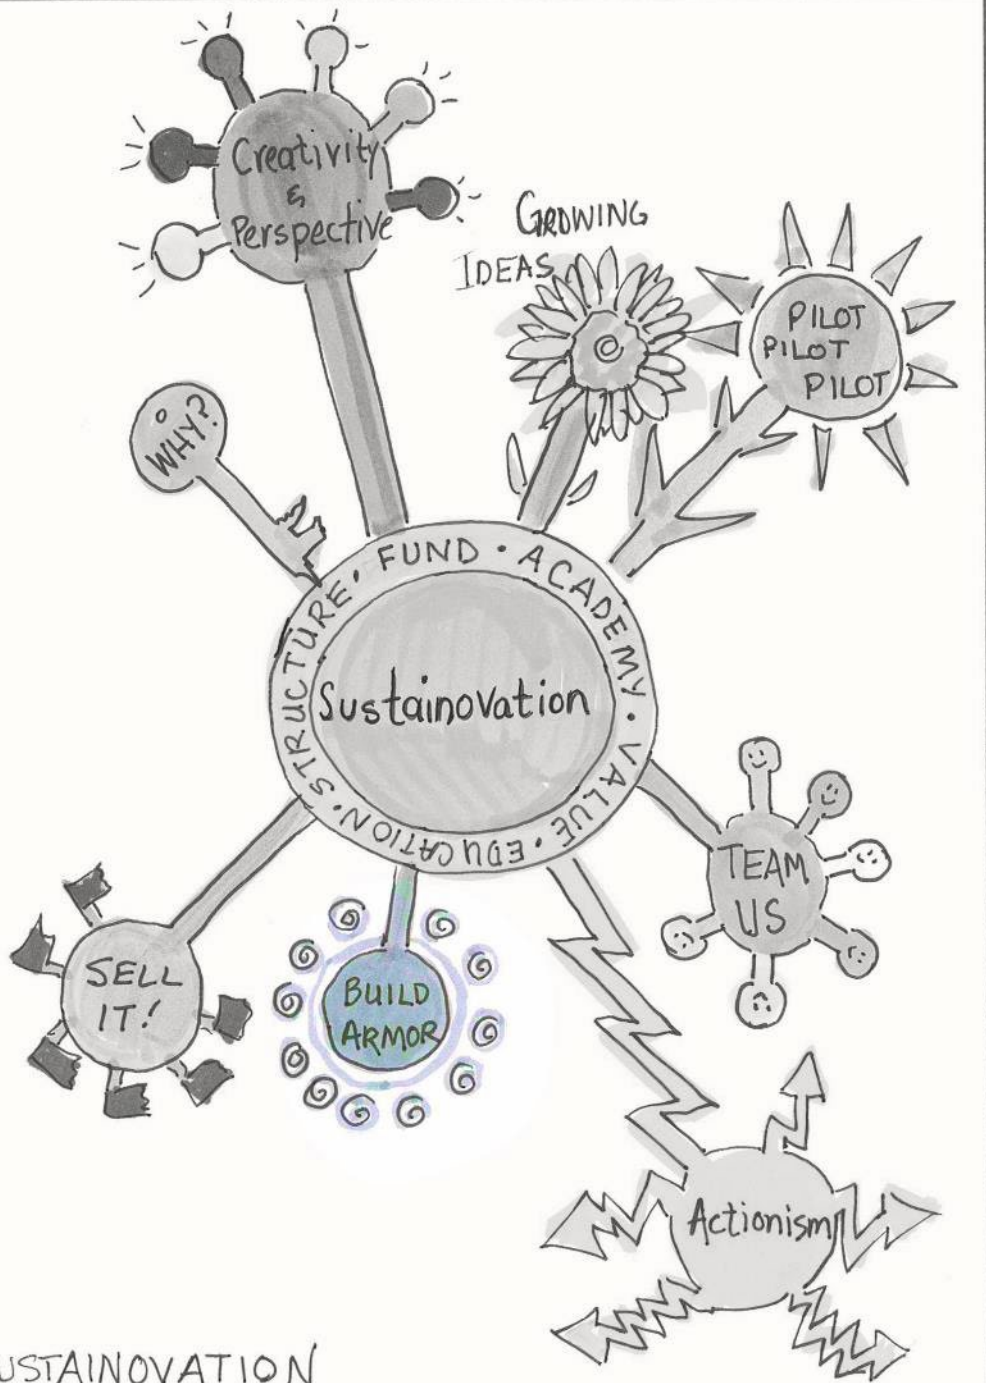 Creativity
&
Perspective
GROWING
IDEAS
PILOT
PILOT
PILOT
WHY?
STRUCTURE · FUND · ACADEMY · VALUE · EDUCATION ·
Sustainovation
TEAM
US
SELL
IT!
BUILD
ARMOR
Actionism
USTAINOVATION